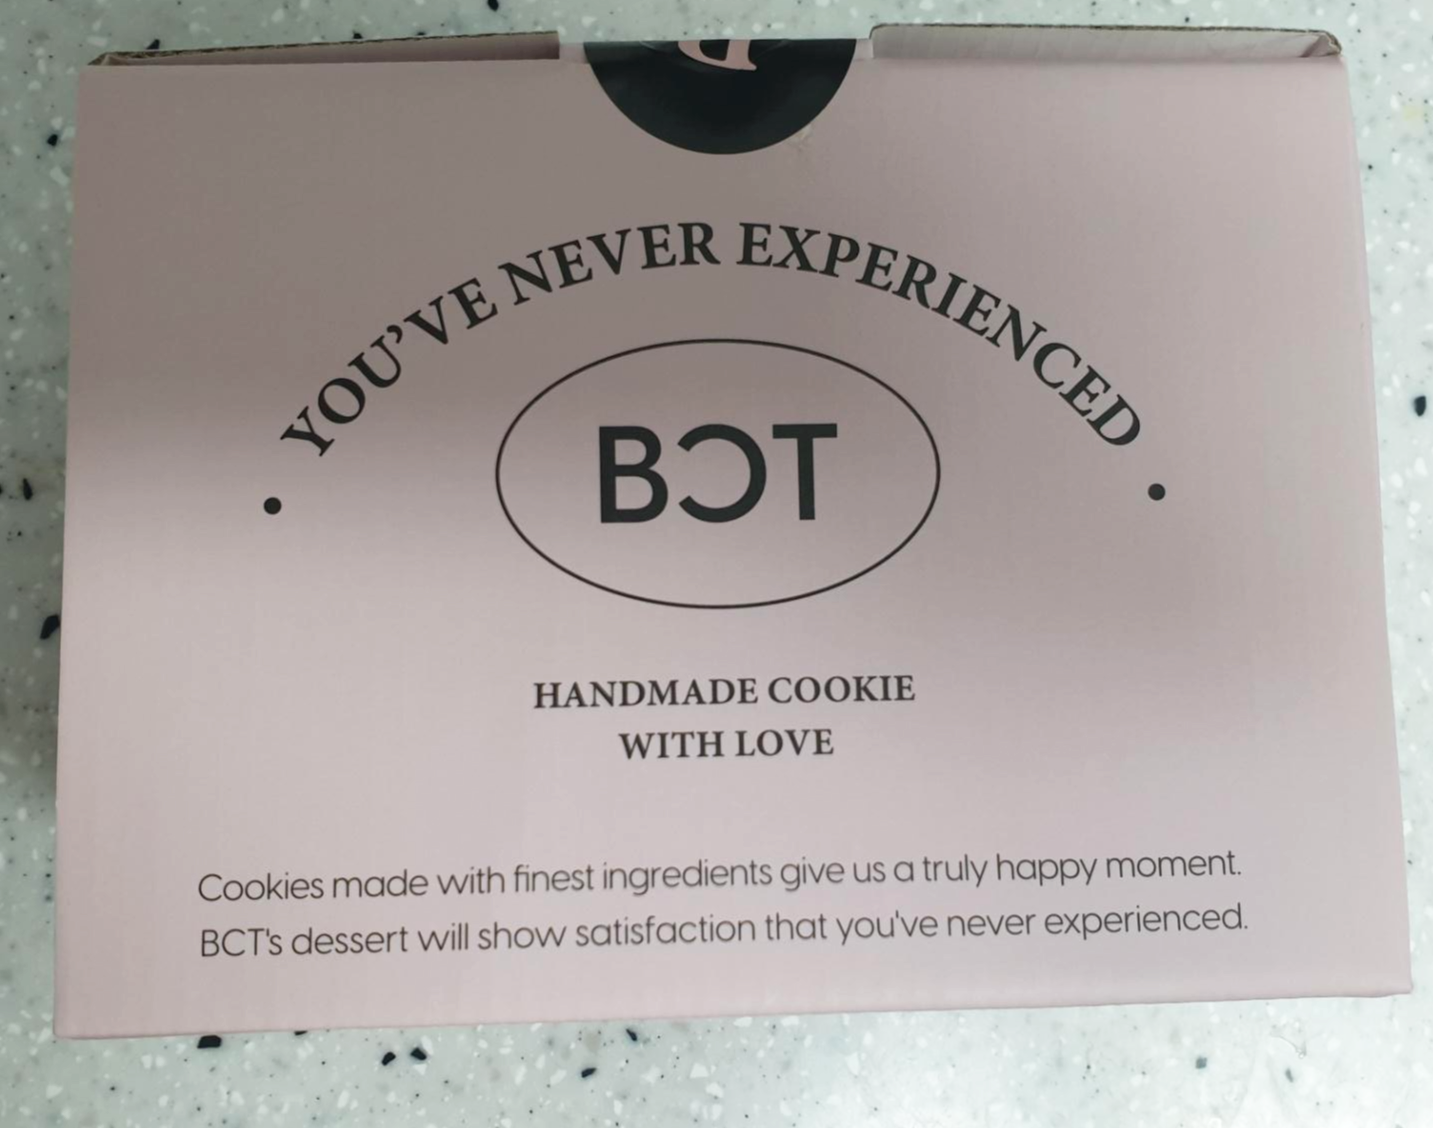 YOU'VE NEVER EXPERIENCED
BCT
HANDMADE COOKIE
WITH LOVE
Cookies made with finest ingredients give us a truly happy moment.
BCT's dessert will show satisfaction that you've never experienced.